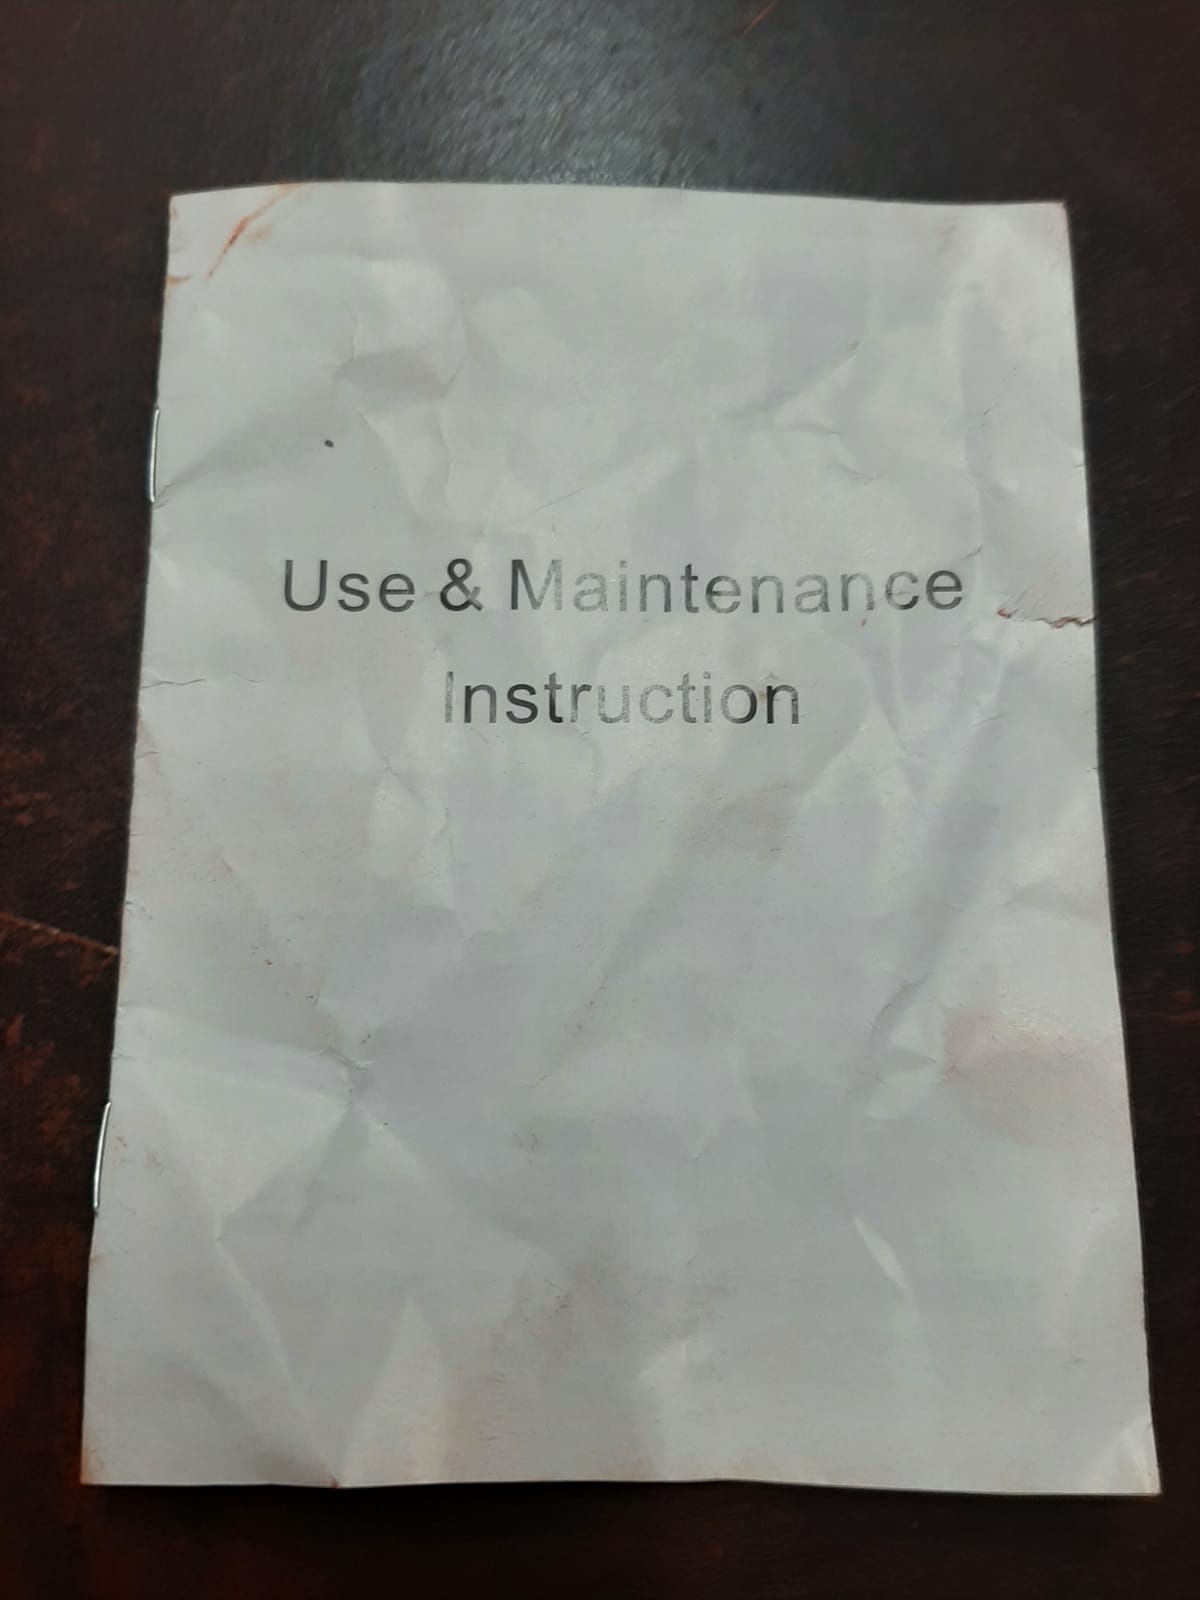 Use & Maintenance
Instruction